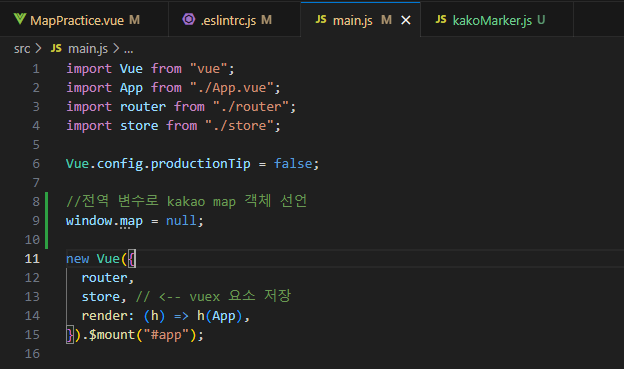 MapPractice.vue M .eslintrc.js M JS main.js M JS kakoMarker.js U
src > JS main.js > ...
1 import Vue from "vue";
2 import App from "./App.vue";
3 import router from "./router";
4 import store from "./store";
5
6 Vue.config.productionTip = false;
7
8 //전역 변수로 kakao map 객체 선언
9 window.map = null;
10
11 new Vue({
12 router,
13 store, // <-- vuex 요소 저장
14 render: (h) => h(App),
15 }).$mount("#app");
16